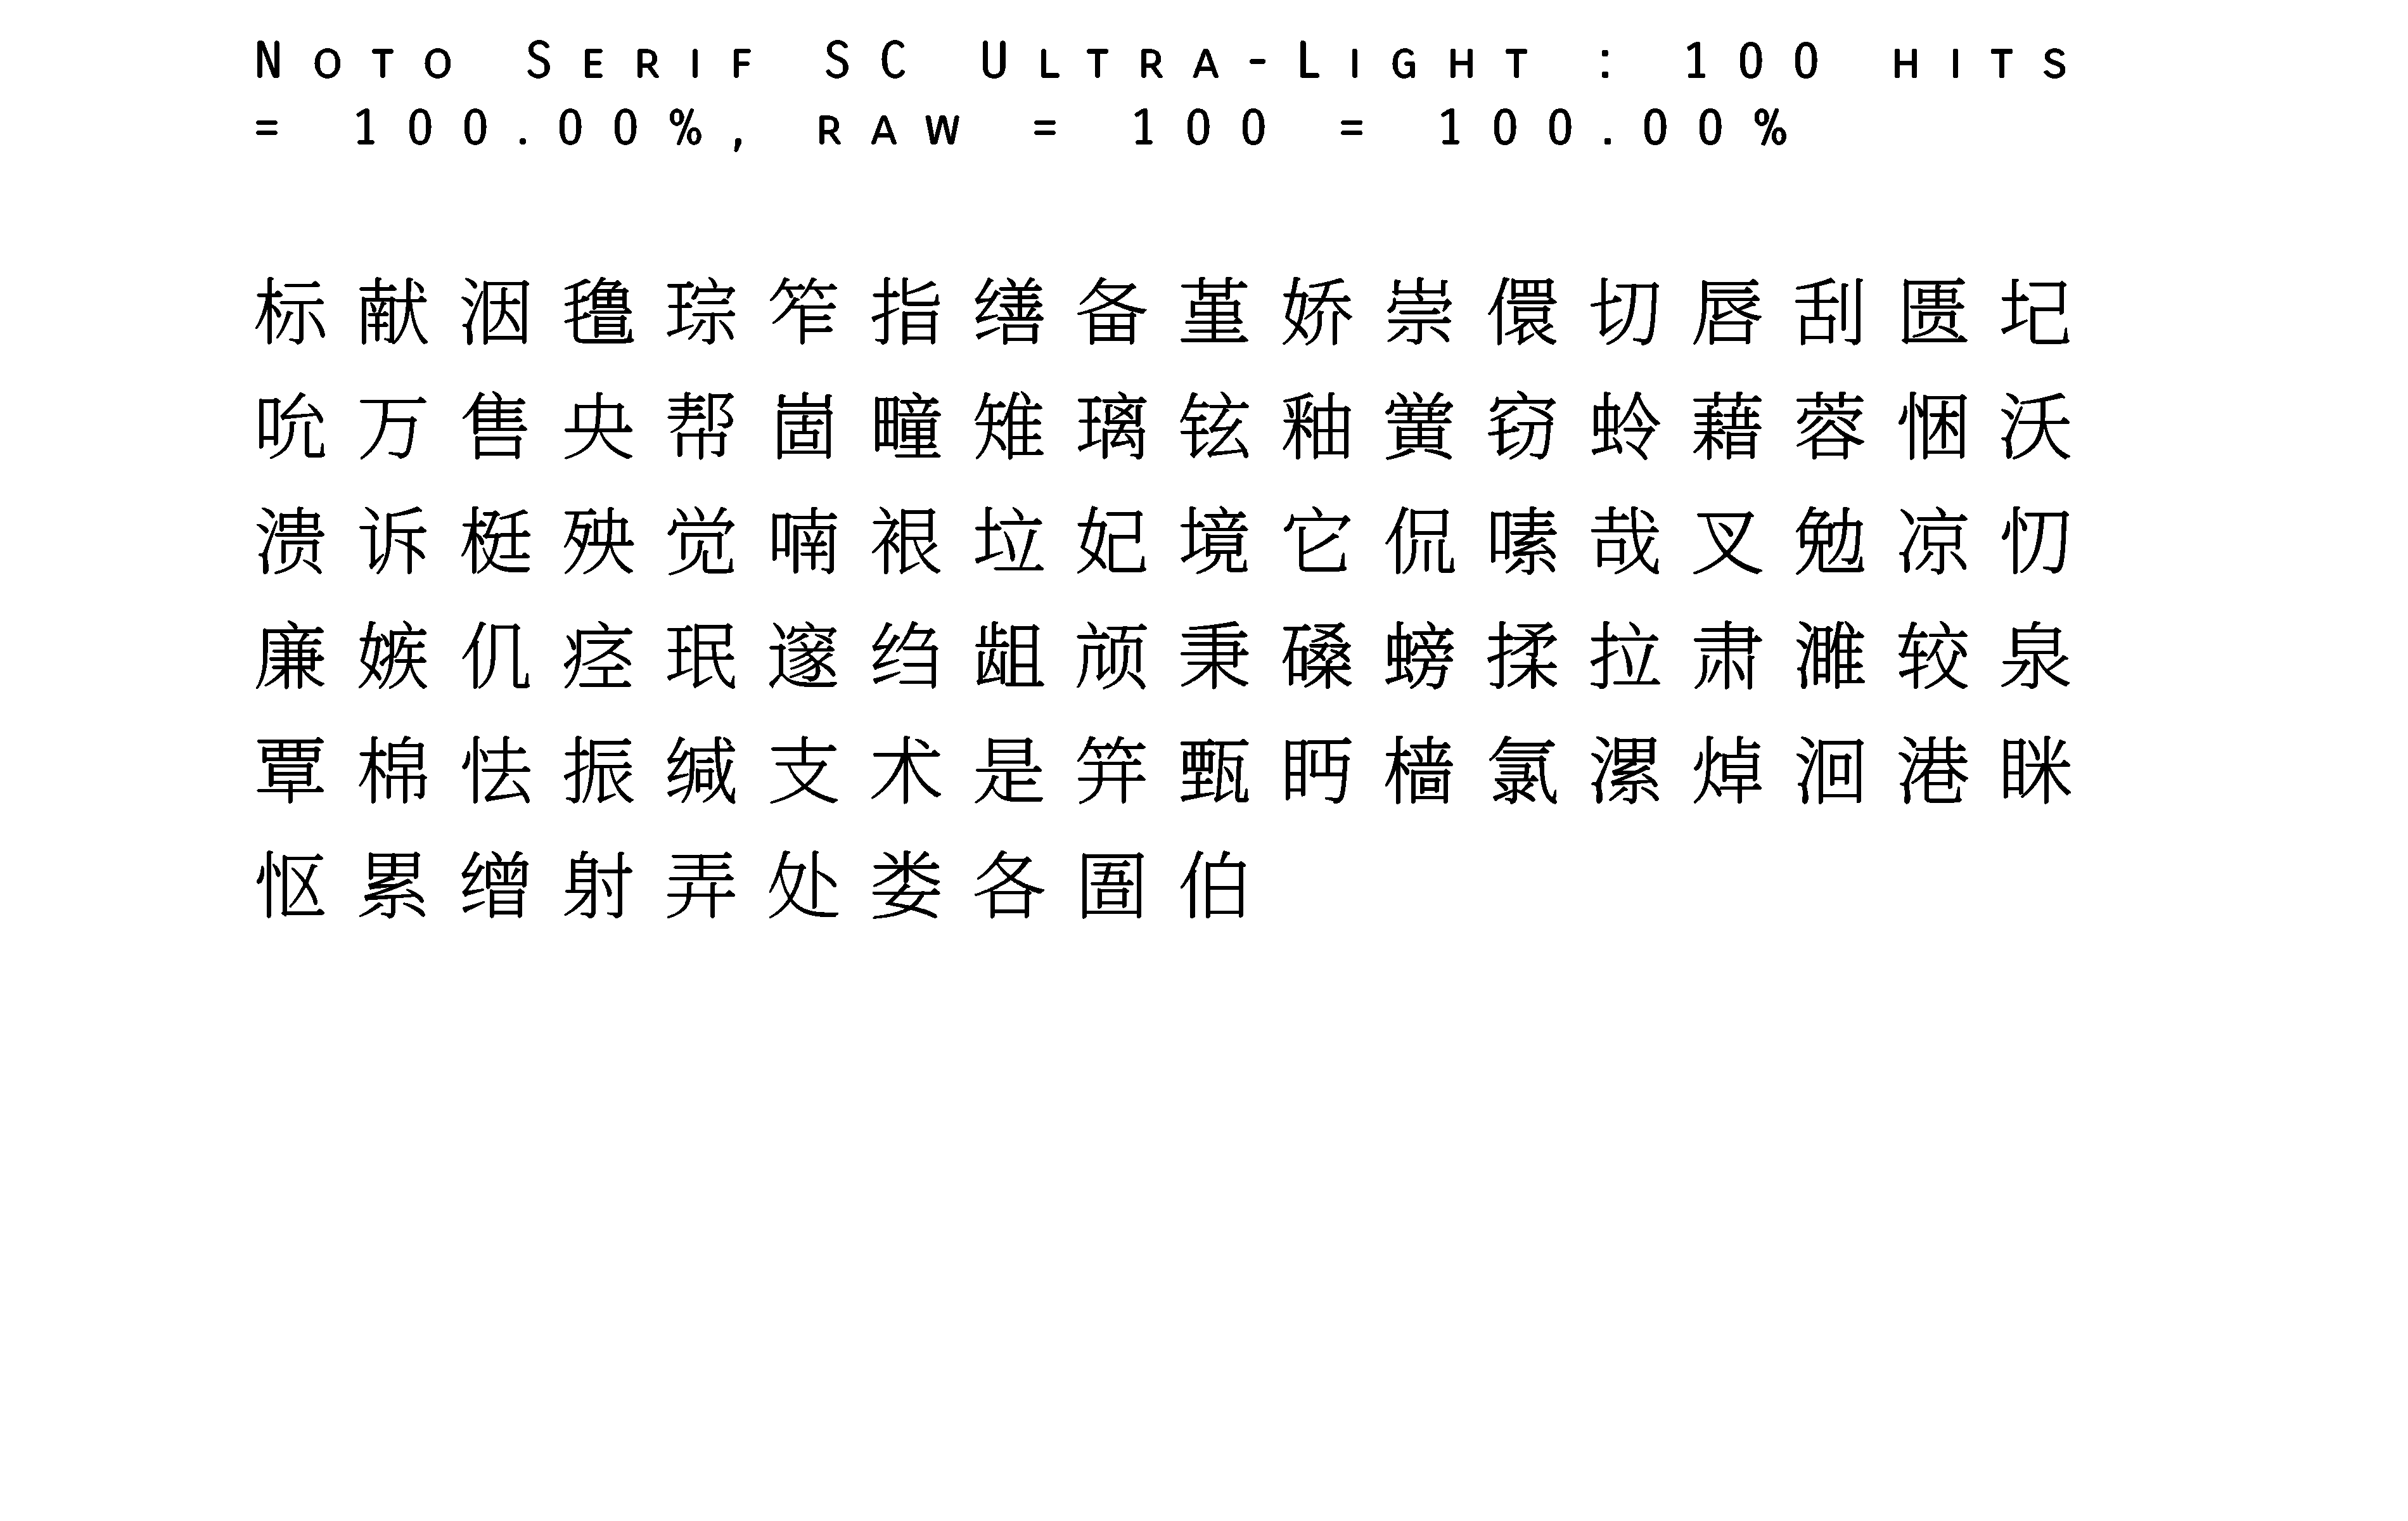 Noto Serif SC Ultra-Light : 100 hits
= 100.00%, raw = 100 = 100.00%
标献洇氇琮笮指缮备堇娇崇儇切唇刮匮圮
吮万售央帮崮疃雉璃铉釉黉窃蛉藉蓉悃沃
溃诉梃殃觉喃裉垃妃境它侃嗉哉叉勉凉忉
廉嫉仉痉珉邃绉龃颃秉磉螃揉拉肃濉较泉
覃棉怯振缄支术是笄甄眄樯氯漯焯洄港眯
怄累缯射弄处娄各圄伯